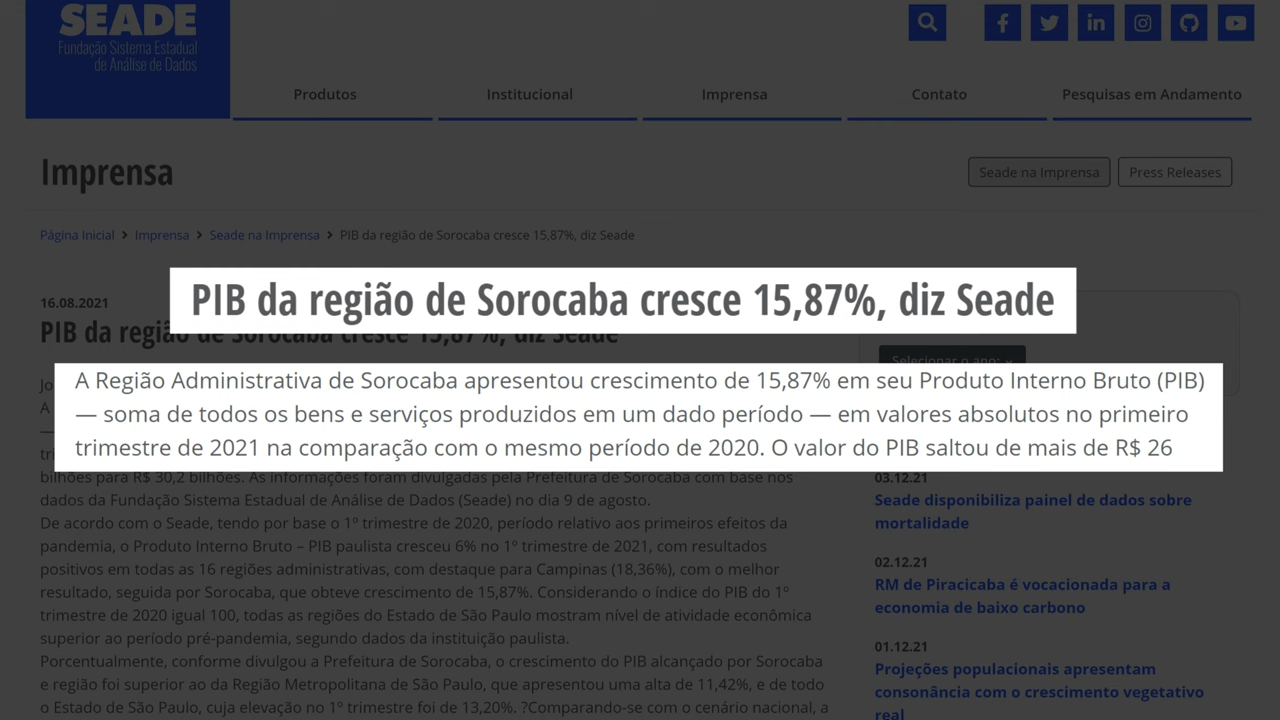 SEADE
Fundação Sistema Estadual
de Análise de Dados
Produtos
Institucional
Imprensa
Contato
Pesquisas em Andamento
Imprensa
Seade na Imprensa
Press Releases
Página Inicial > Imprensa > Seade na Imprensa > PIB da região de Sorocaba cresce 15,87%, diz Seade
16.08.2021
PIB da região de Sorocaba cresce 15,87%, diz Seade
PIB da região de Sorocaba cresce 15,87%, diz Seade
Selecionar o ano:
A Região Administrativa de Sorocaba apresentou crescimento de 15,87% em seu Produto Interno Bruto (PIB)
— soma de todos os bens e serviços produzidos em um dado período — em valores absolutos no primeiro
trimestre de 2021 na comparação com o mesmo período de 2020. O valor do PIB saltou de mais de R$ 26
bilhões para R$ 30,2 bilhões. As informações foram divulgadas pela Prefeitura de Sorocaba com base nos
dados da Fundação Sistema Estadual de Análise de Dados (Seade) no dia 9 de agosto.
De acordo com o Seade, tendo por base o 1º trimestre de 2020, período relativo aos primeiros efeitos da
pandemia, o Produto Interno Bruto – PIB paulista cresceu 6% no 1º trimestre de 2021, com resultados
positivos em todas as 16 regiões administrativas, com destaque para Campinas (18,36%), com o melhor
resultado, seguida por Sorocaba, que obteve crescimento de 15,87%. Considerando o índice do PIB do 1º
trimestre de 2020 igual 100, todas as regiões do Estado de São Paulo mostram nível de atividade econômica
superior ao período pré-pandemia, segundo dados da instituição paulista.
Porcentualmente, conforme divulgou a Prefeitura de Sorocaba, o crescimento do PIB alcançado por Sorocaba
e região foi superior ao da Região Metropolitana de São Paulo, que apresentou uma alta de 11,42%, e de todo
o Estado de São Paulo, cuja elevação no 1º trimestre foi de 13,20%. ?Comparando-se com o cenário nacional, a
03.12.21
Seade disponibiliza painel de dados sobre
mortalidade
02.12.21
RM de Piracicaba é vocacionada para a
economia de baixo carbono
01.12.21
Projeções populacionais apresentam
consonância com o crescimento vegetativo
real